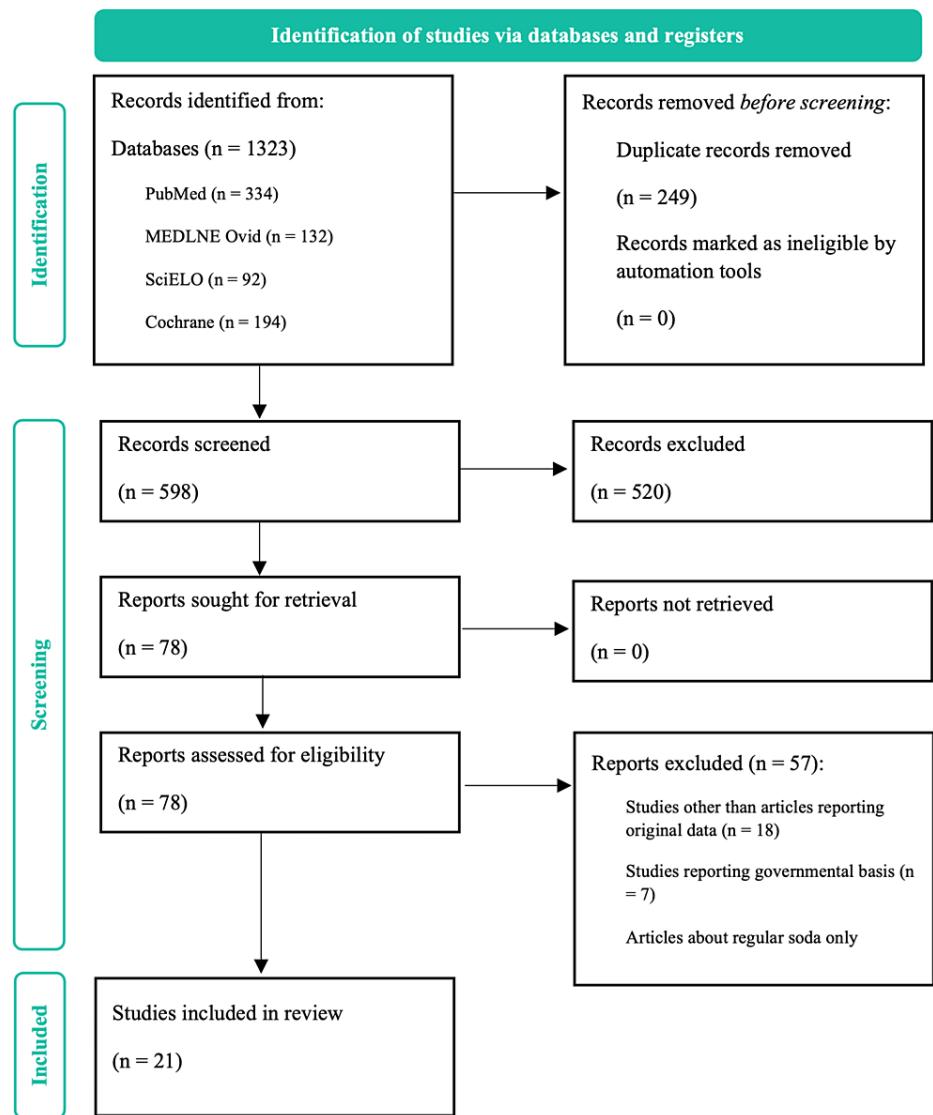 Identification of studies via databases and registers
Identification
Records identified from:
Databases (n = 1323)
PubMed (n = 334)
MEDLNE Ovid (n = 132)
SciELO (n = 92)
Cochrane (n = 194)
Records removed before screening:
Duplicate records removed
(n = 249)
Records marked as ineligible by
automation tools
(n = 0)
Screening
Records screened
(n = 598)
Records excluded
(n = 520)
Reports sought for retrieval
(n = 78)
Reports not retrieved
(n = 0)
Reports assessed for eligibility
(n = 78)
Reports excluded (n = 57):
Studies other than articles reporting
original data (n = 18)
Studies reporting governmental basis (n
= 7)
Articles about regular soda only
Included
Studies included in review
(n = 21)